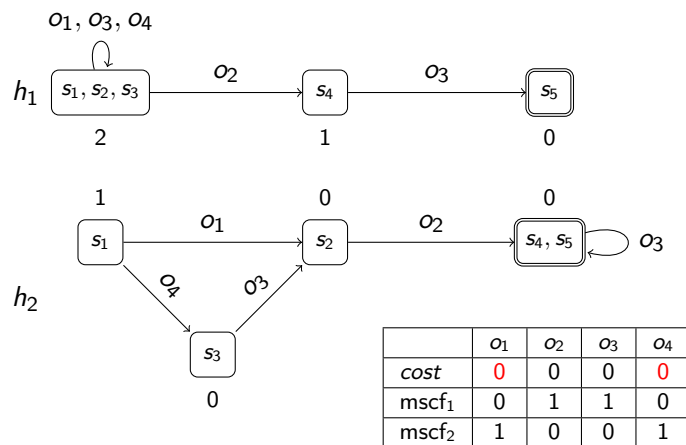 o₁, o₃, o₄
h₁
s₁, s₂, s₃
o₂
s₄
o₃
s₅
2
1
0
1
0
0
h₂
s₁
o₁
s₂
o₂
s₄, s₅
o₃
o₄
o₃
s₃
0
o₁ o₂ o₃ o₄
cost 0 0 0 0
mscf₁ 0 1 1 0
mscf₂ 1 0 0 1